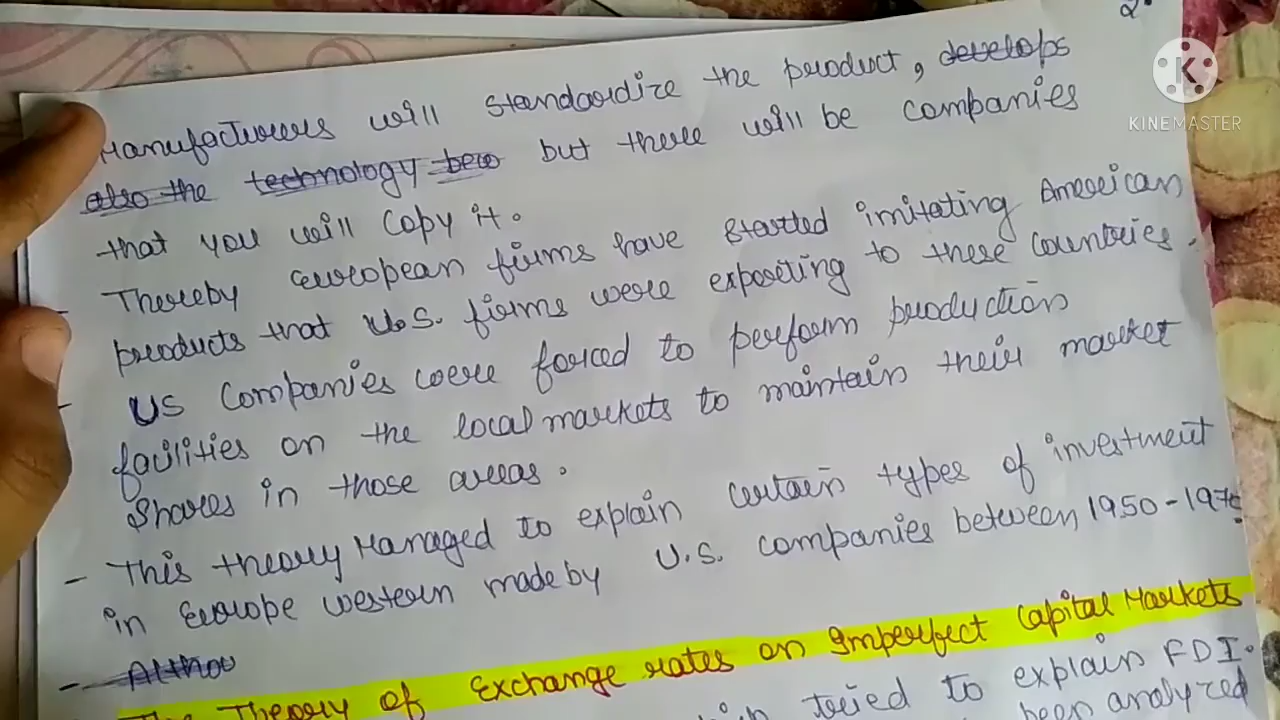 2.
KINEMASTER
Manufacturers will standardize the product, develops
also the technology but there will be companies
that you will copy it.
Thereby european firms have started imitating American
products that U.S. firms were exporting to these countries.
US Companies were forced to perform production
facilities on the local markets to maintain their market
Shares in those areas.
- This theory Managed to explain certain types of investment
in Europe western made by U.S. companies between 1950-1970
- Althou
The Theory of Exchange rates on Imperfect Capital Markets
tried to explain FDI.
been analyzed